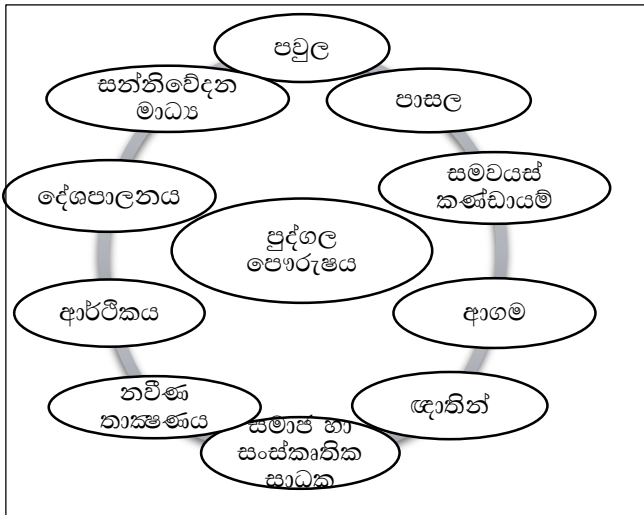 පවුල
පාසල
සමවයස්
කණ්ඩායම්
ආගම
ඥාතින්
සමාජ හා
සංස්කෘතික
සාධක
නවීණ
තාක්‍ෂණය
ආර්ථිකය
දේශපාලනය
සන්නිවේදන
මාධ්‍ය
පුද්ගල
පෞරුෂය